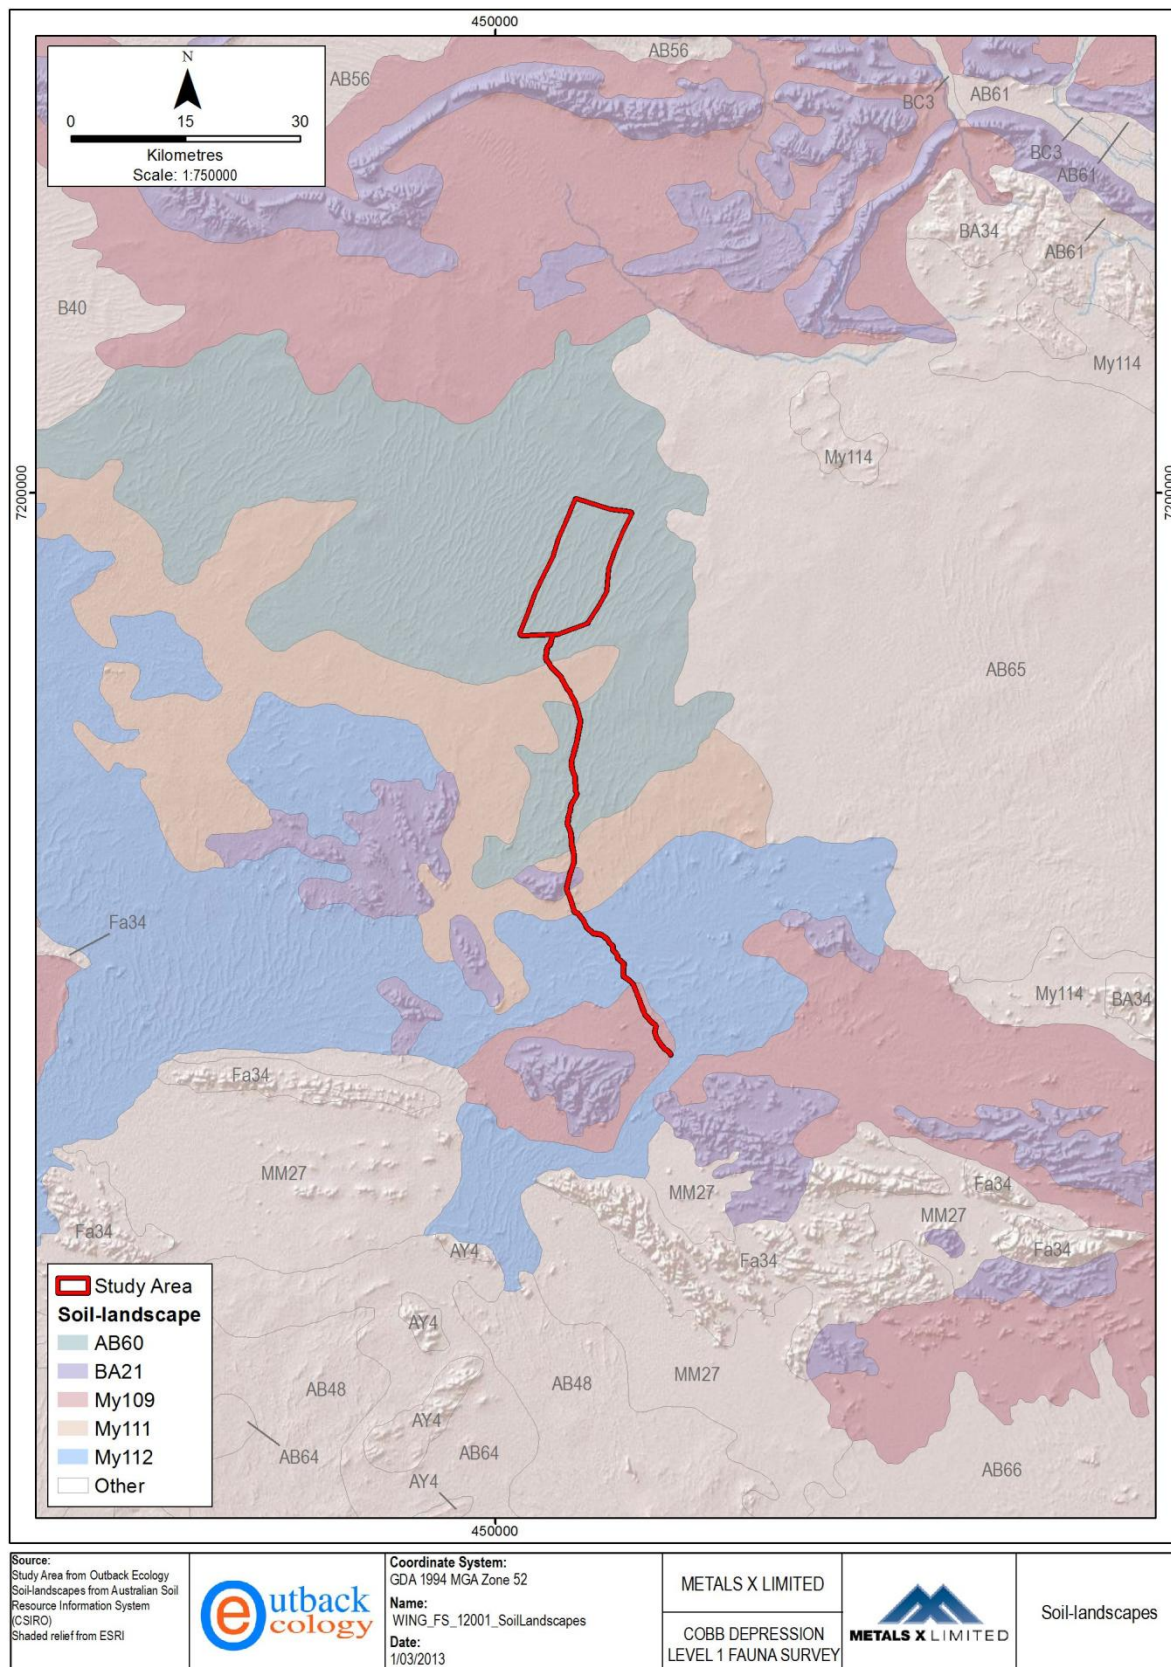 450000
N
0 15 30
Kilometres
Scale: 1:750000
AB56
AB56
BC3
AB61
BC3
AB61
BA34
AB61
B40
My114
My114
7200000
7200000
AB65
Fa34
My114
BA34
Fa34
MM27
MM27
Fa34
MM27
Fa34
AY4
Fa34
Fa34
AY4
AB48
AB48
MM27
AY4
AB64
AB64
AY4
AB66
Study Area
Soil-landscape
AB60
BA21
My109
My111
My112
Other
450000
Source:
Study Area from Outback Ecology
Soil-landscapes from Australian Soil
Resource Information System
(CSIRO)
Shaded relief from ESRI
Outback
ecology
Coordinate System:
GDA 1994 MGA Zone 52
Name:
WING_FS_12001_SoilLandscapes
Date:
1/03/2013
METALS X LIMITED
COBB DEPRESSION
LEVEL 1 FAUNA SURVEY
METALS X LIMITED
Soil-landscapes